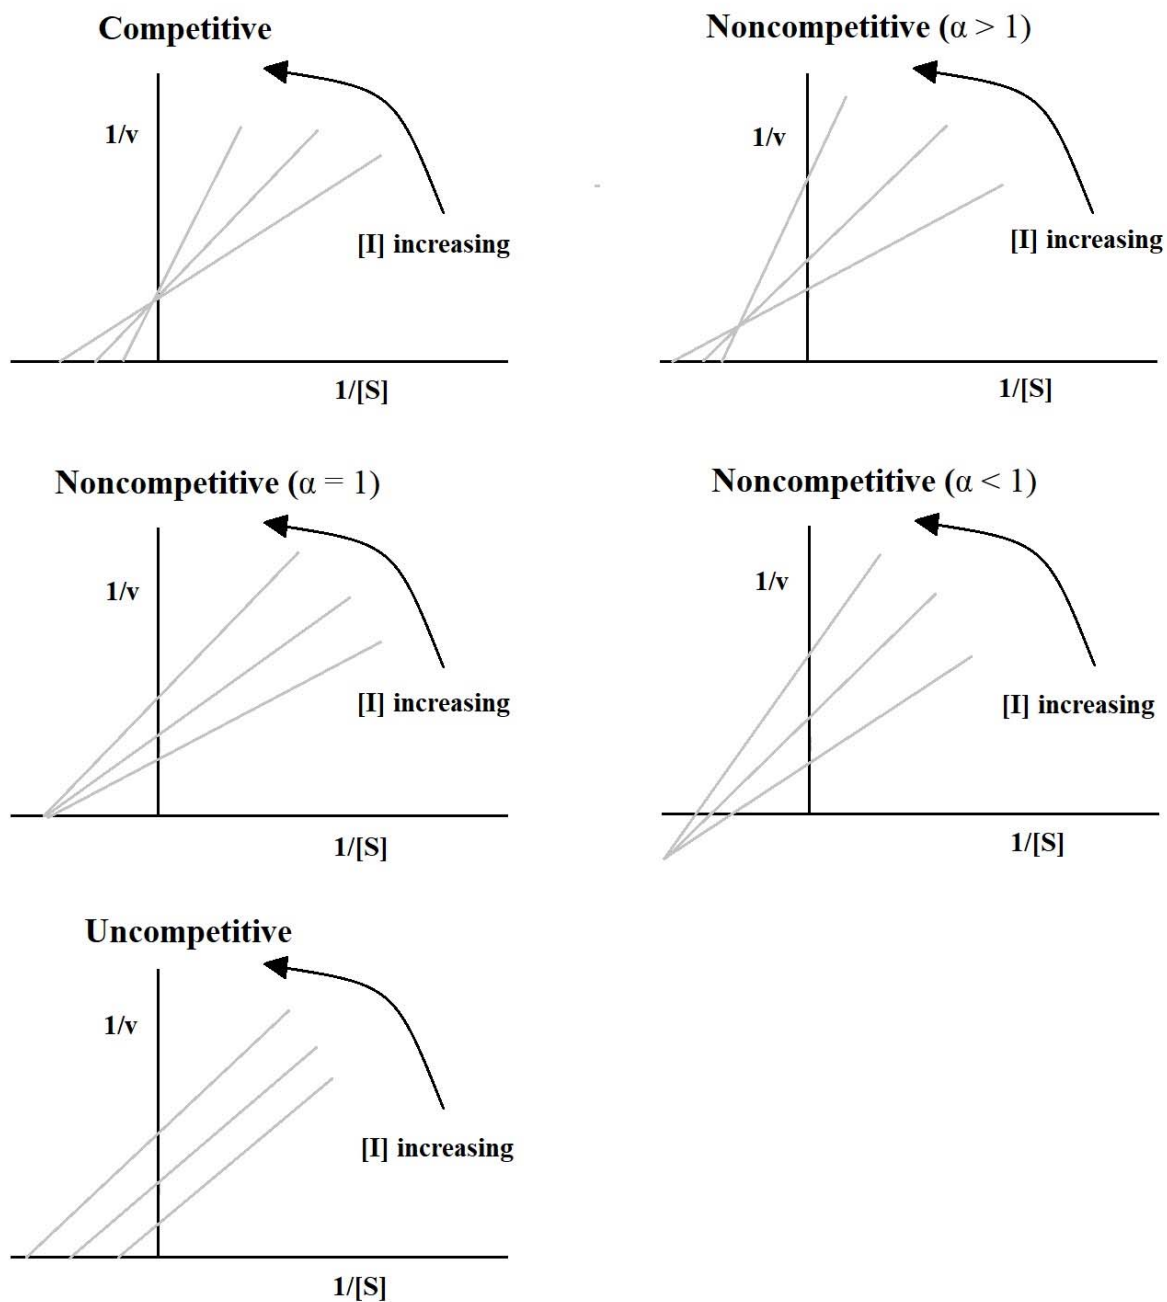 Competitive
1/v
[I] increasing
1/[S]
Noncompetitive (α > 1)
1/v
[I] increasing
1/[S]
Noncompetitive (α = 1)
1/v
[I] increasing
1/[S]
Noncompetitive (α < 1)
1/v
[I] increasing
1/[S]
Uncompetitive
1/v
[I] increasing
1/[S]